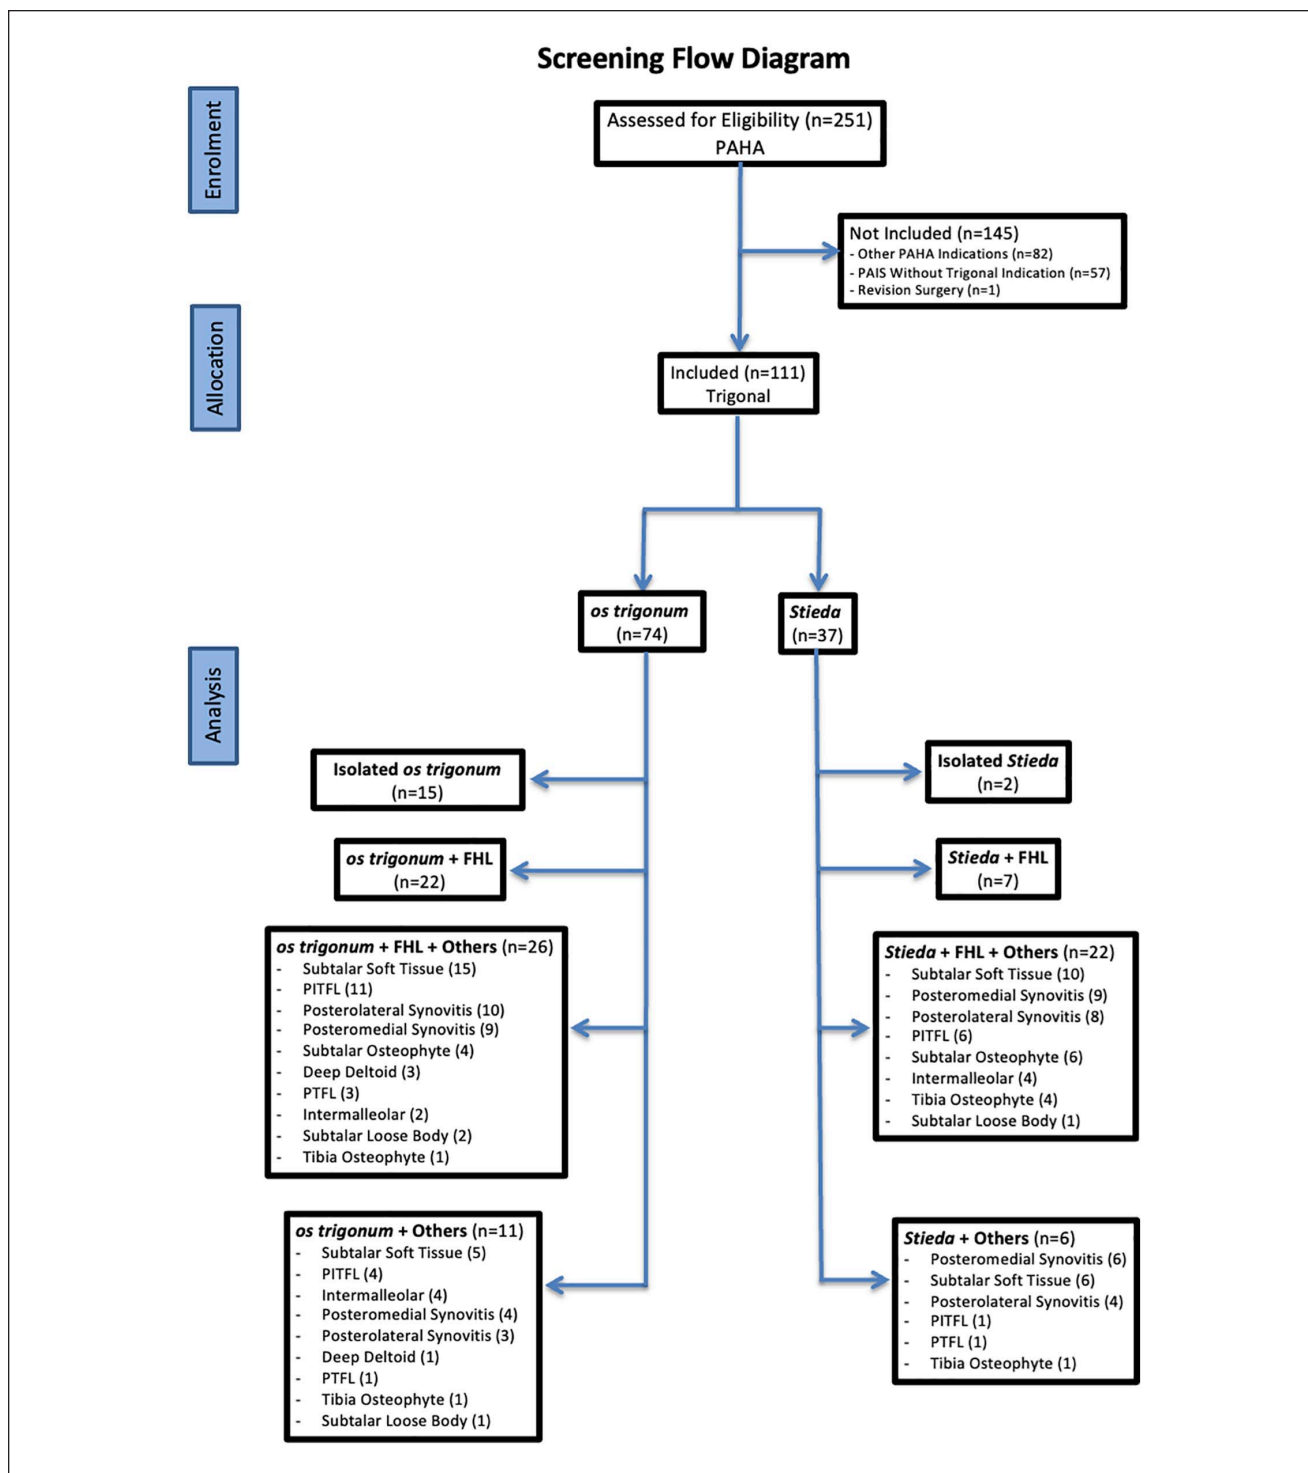 Screening Flow Diagram
Enrolment
Assessed for Eligibility (n=251)
PAHA
Not Included (n=145)
- Other PAHA Indications (n=82)
- PAIS Without Trigonal Indication (n=57)
- Revision Surgery (n=1)
Allocation
Included (n=111)
Trigonal
os trigonum
(n=74)
Stieda
(n=37)
Analysis
Isolated os trigonum
(n=15)
Isolated Stieda
(n=2)
os trigonum + FHL
(n=22)
Stieda + FHL
(n=7)
os trigonum + FHL + Others (n=26)
- Subtalar Soft Tissue (15)
- PITFL (11)
- Posterolateral Synovitis (10)
- Posteromedial Synovitis (9)
- Subtalar Osteophyte (4)
- Deep Deltoid (3)
- PTFL (3)
- Intermalleolar (2)
- Subtalar Loose Body (2)
- Tibia Osteophyte (1)
Stieda + FHL + Others (n=22)
- Subtalar Soft Tissue (10)
- Posteromedial Synovitis (9)
- Posterolateral Synovitis (8)
- PITFL (6)
- Subtalar Osteophyte (6)
- Intermalleolar (4)
- Tibia Osteophyte (4)
- Subtalar Loose Body (1)
os trigonum + Others (n=11)
- Subtalar Soft Tissue (5)
- PITFL (4)
- Intermalleolar (4)
- Posteromedial Synovitis (4)
- Posterolateral Synovitis (3)
- Deep Deltoid (1)
- PTFL (1)
- Tibia Osteophyte (1)
- Subtalar Loose Body (1)
Stieda + Others (n=6)
- Posteromedial Synovitis (6)
- Subtalar Soft Tissue (6)
- Posterolateral Synovitis (4)
- PITFL (1)
- PTFL (1)
- Tibia Osteophyte (1)